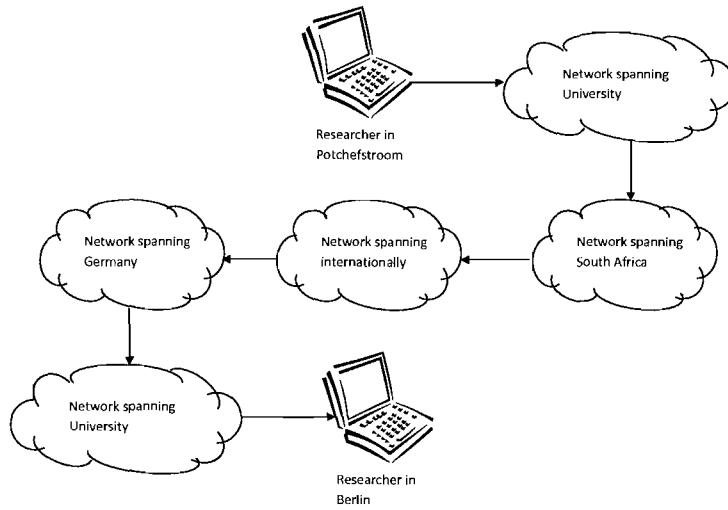 Network spanning
University
Researcher in
Potchefstroom
Network spanning
Germany
Network spanning
internationally
Network spanning
South Africa
Network spanning
University
Researcher in
Berlin